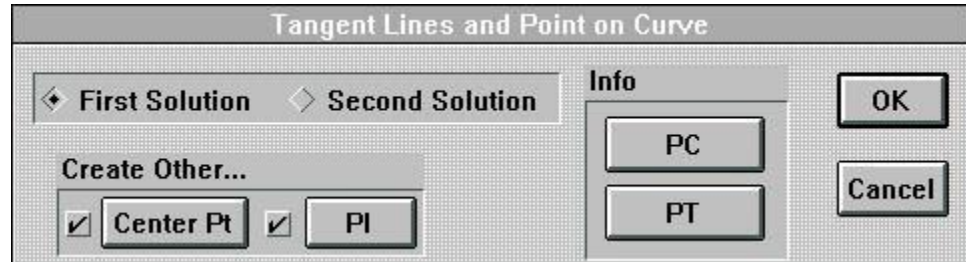 Tangent Lines and Point on Curve
First Solution Second Solution
Info
OK
PC
Create Other...
Cancel
Center Pt PI
PT